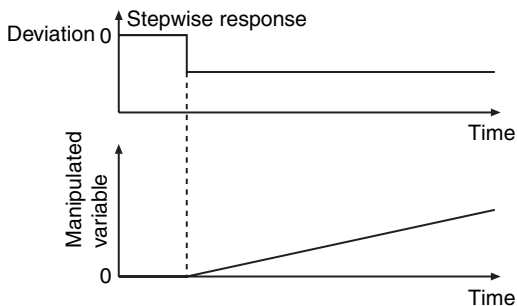 Stepwise response
Deviation 0
Time
Manipulated
variable
0
Time